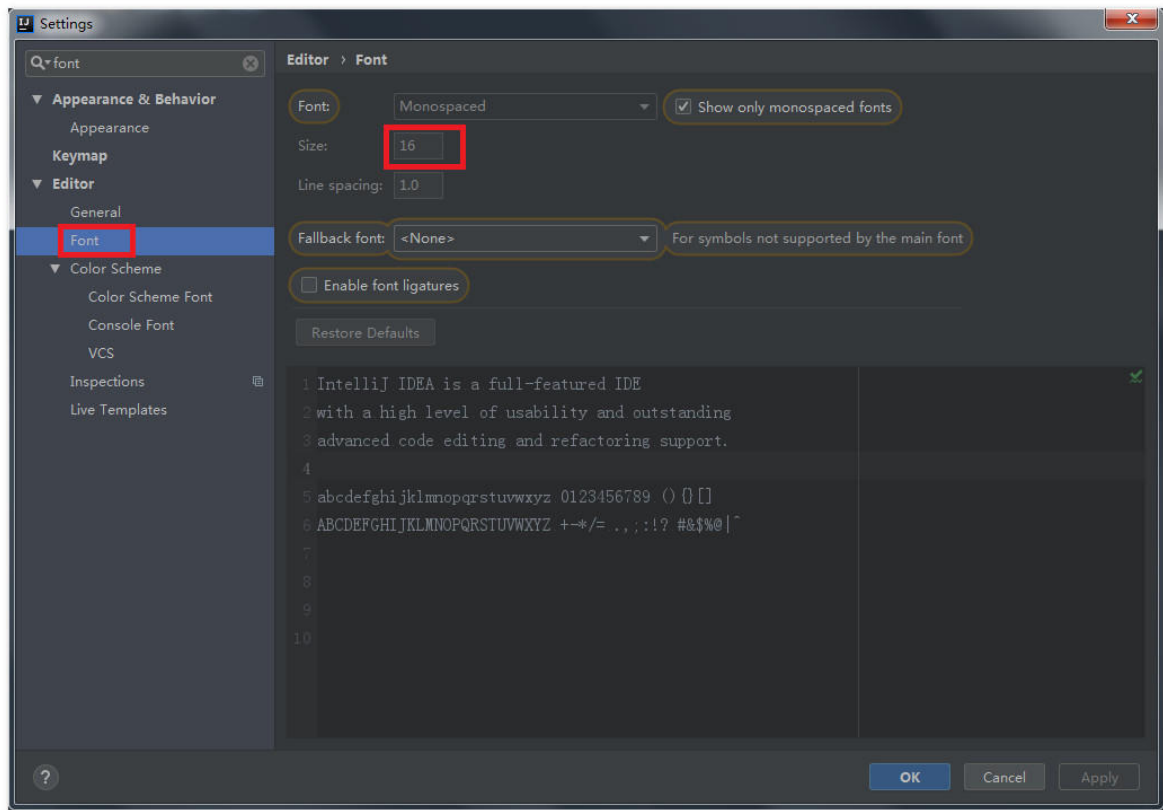 IJ Settings
x
font
Editor › Font
Appearance & Behavior
Appearance
Keymap
Editor
General
Font
Color Scheme
Color Scheme Font
Console Font
VCS
Inspections
Live Templates
Font: Monospaced Show only monospaced fonts
Size: 16
Line spacing: 1.0
Fallback font: <None> For symbols not supported by the main font
Enable font ligatures
Restore Defaults
1 IntelliJ IDEA is a full-featured IDE
2 with a high level of usability and outstanding
3 advanced code editing and refactoring support.
4
5 abcdefghijklmnopqrstuvwxyz 0123456789 (){}[]
6 ABCDEFGHIJKLMNOPQRSTUVWXYZ +-*/= .,;:!? #&$%@|^
7
8
9
10
? OK Cancel Apply